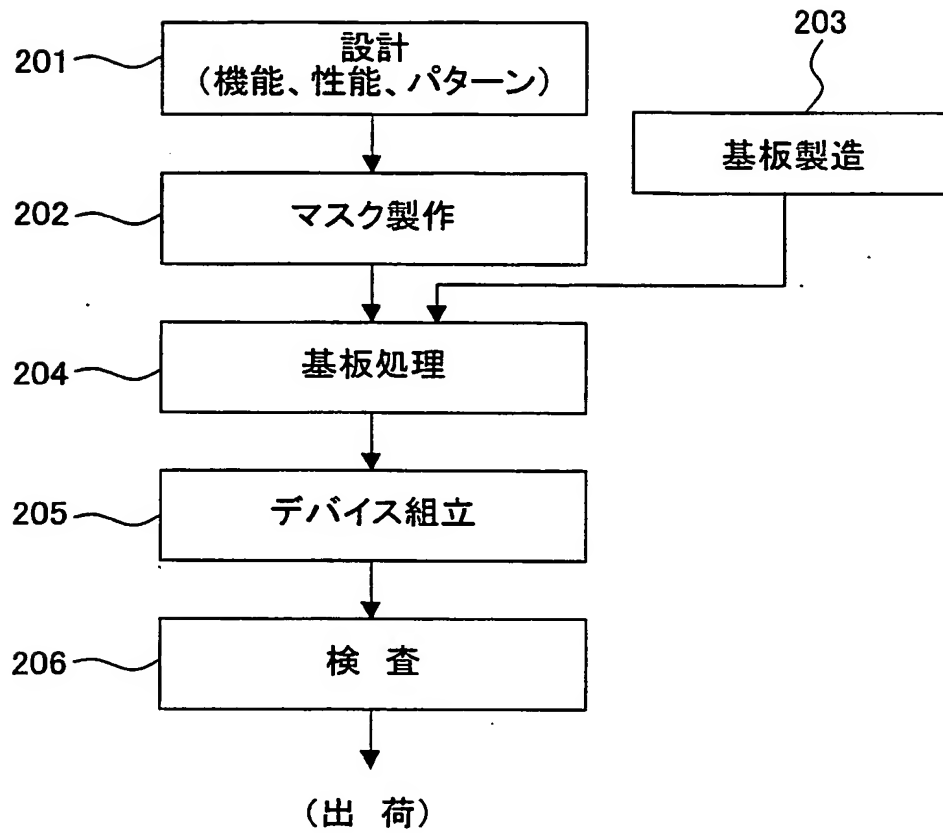 201
設計
(機能、性能、パターン)
203
基板製造
202
マスク製作
204
基板処理
205
デバイス組立
206
検 査
(出 荷)